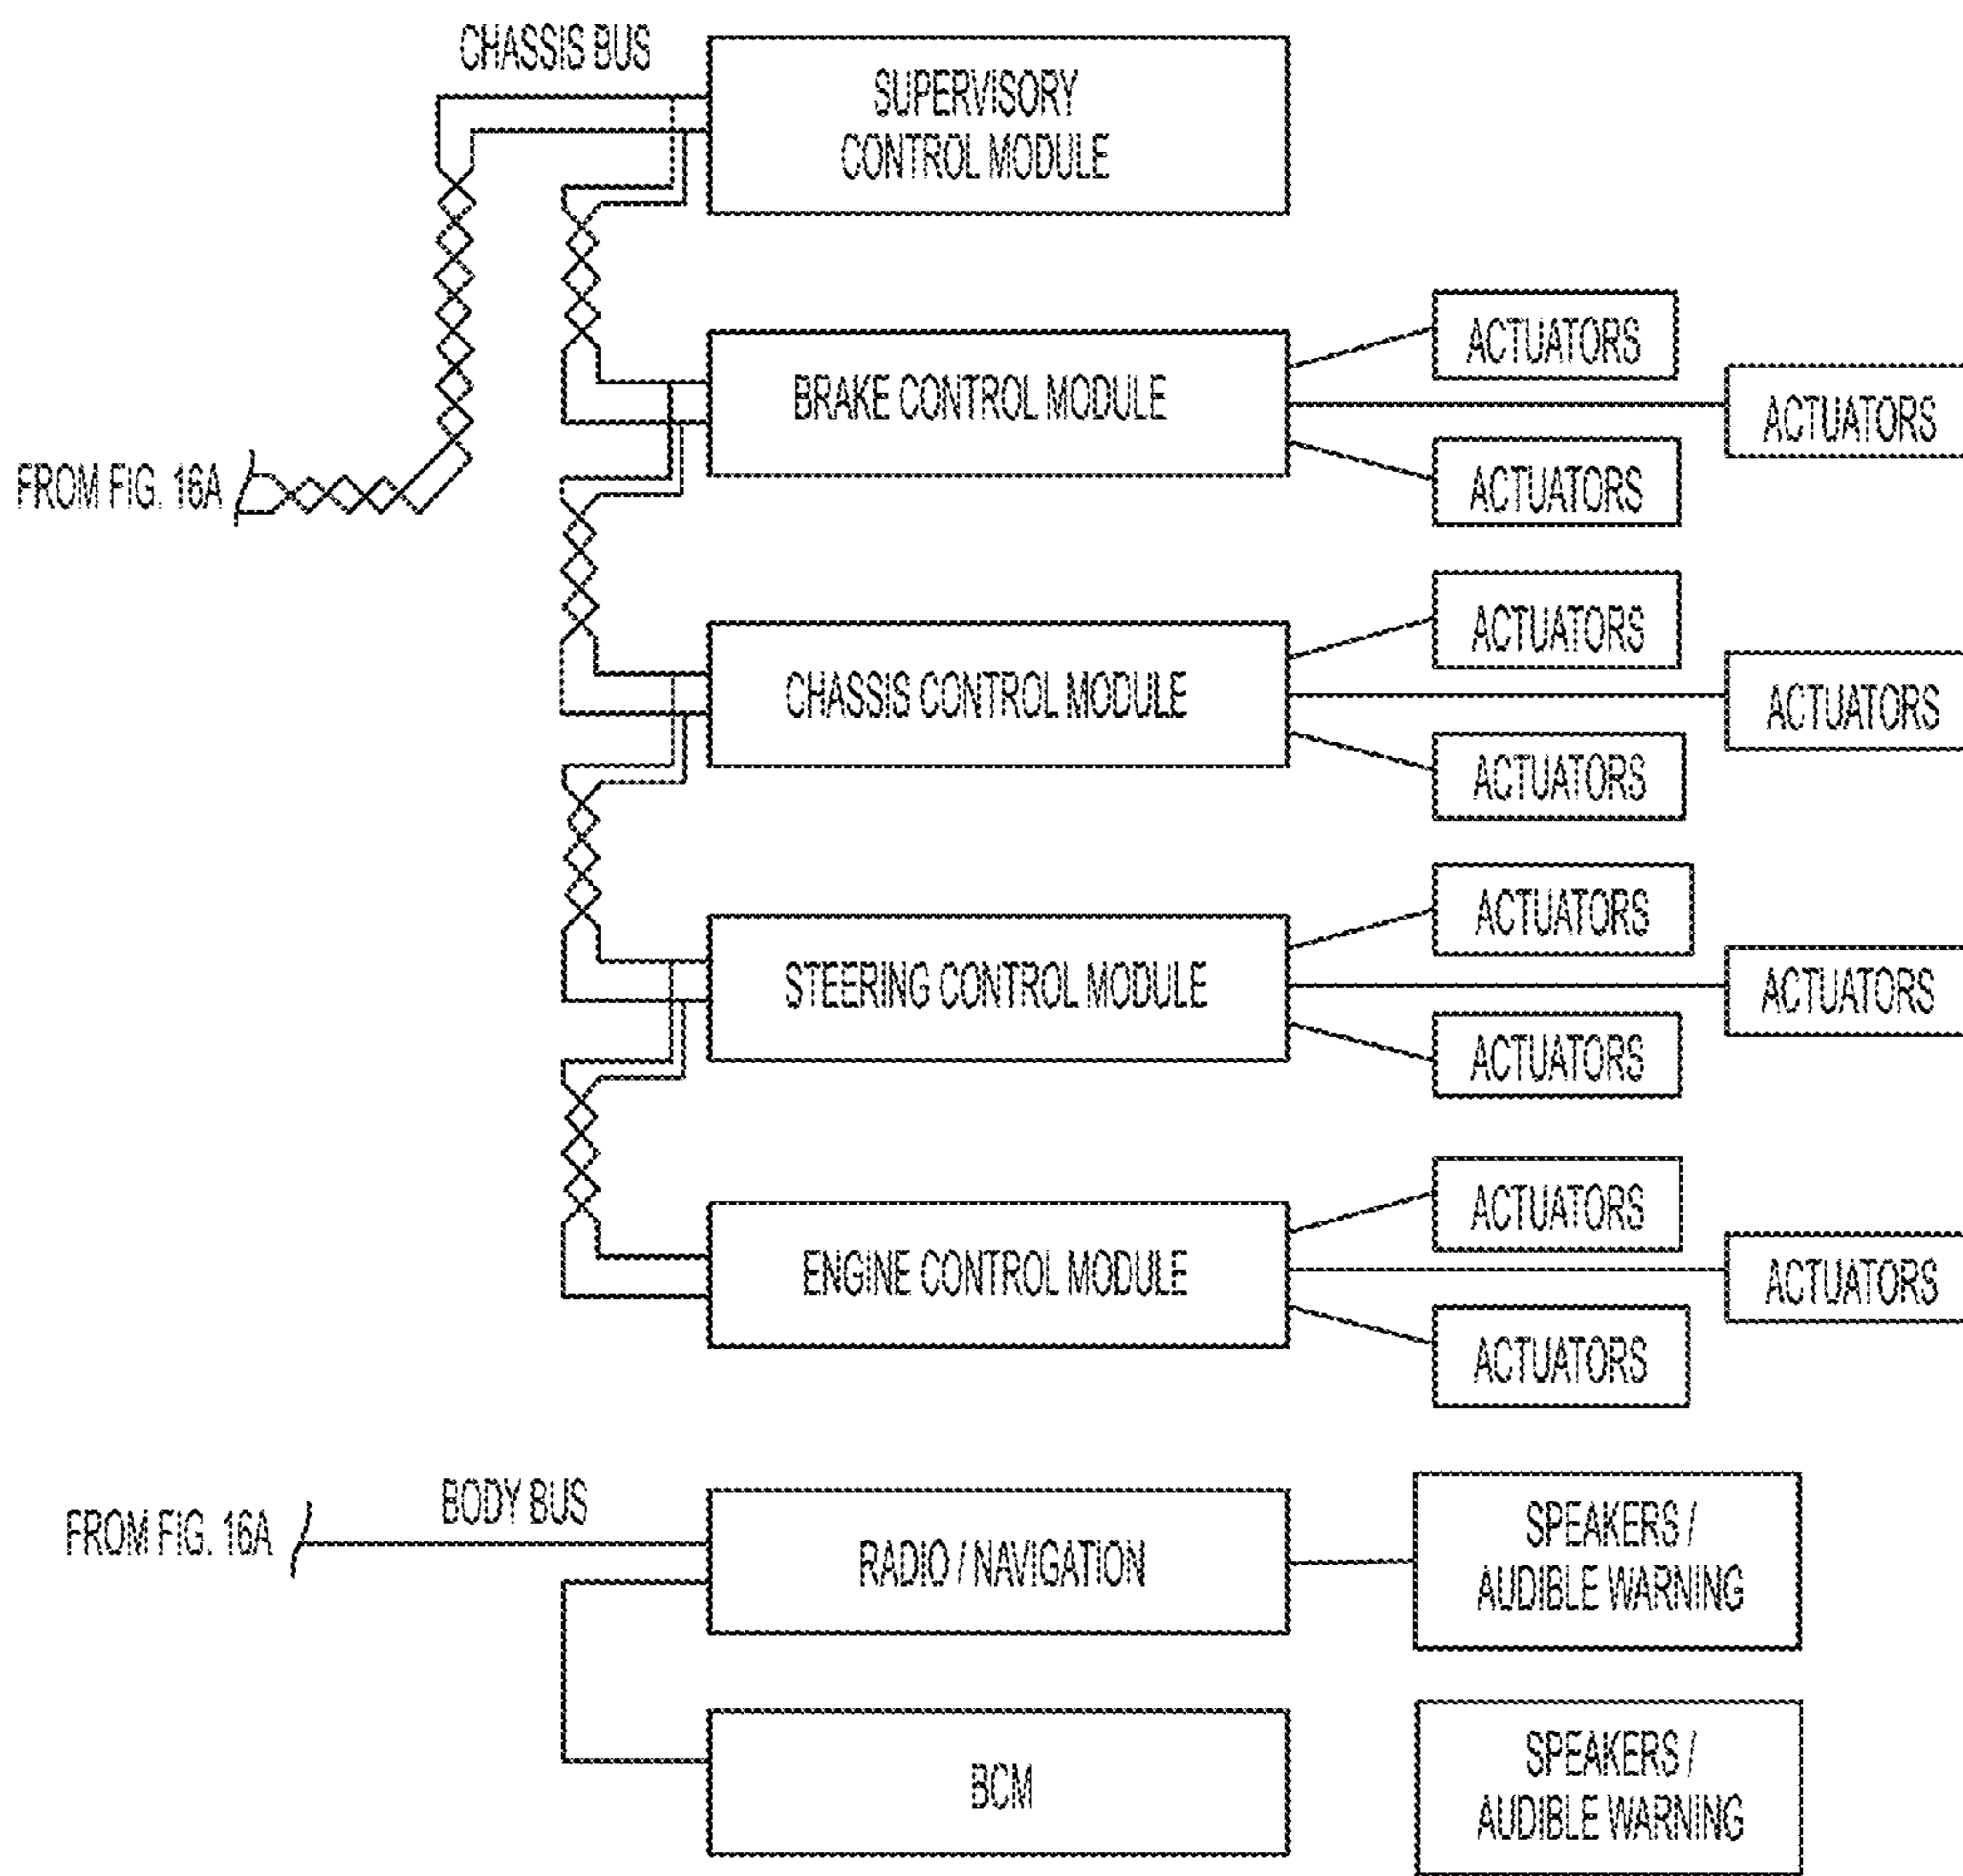 CHASSIS BUS
SUPERVISORY
CONTROL MODULE
ACTUATORS
BRAKE CONTROL MODULE
ACTUATORS
ACTUATORS
FROM FIG. 16A
ACTUATORS
CHASSIS CONTROL MODULE
ACTUATORS
ACTUATORS
ACTUATORS
STEERING CONTROL MODULE
ACTUATORS
ACTUATORS
ACTUATORS
ENGINE CONTROL MODULE
ACTUATORS
ACTUATORS
FROM FIG. 16A
BODY BUS
RADIO / NAVIGATION
SPEAKERS /
AUDIBLE WARNING
BCM
SPEAKERS /
AUDIBLE WARNING